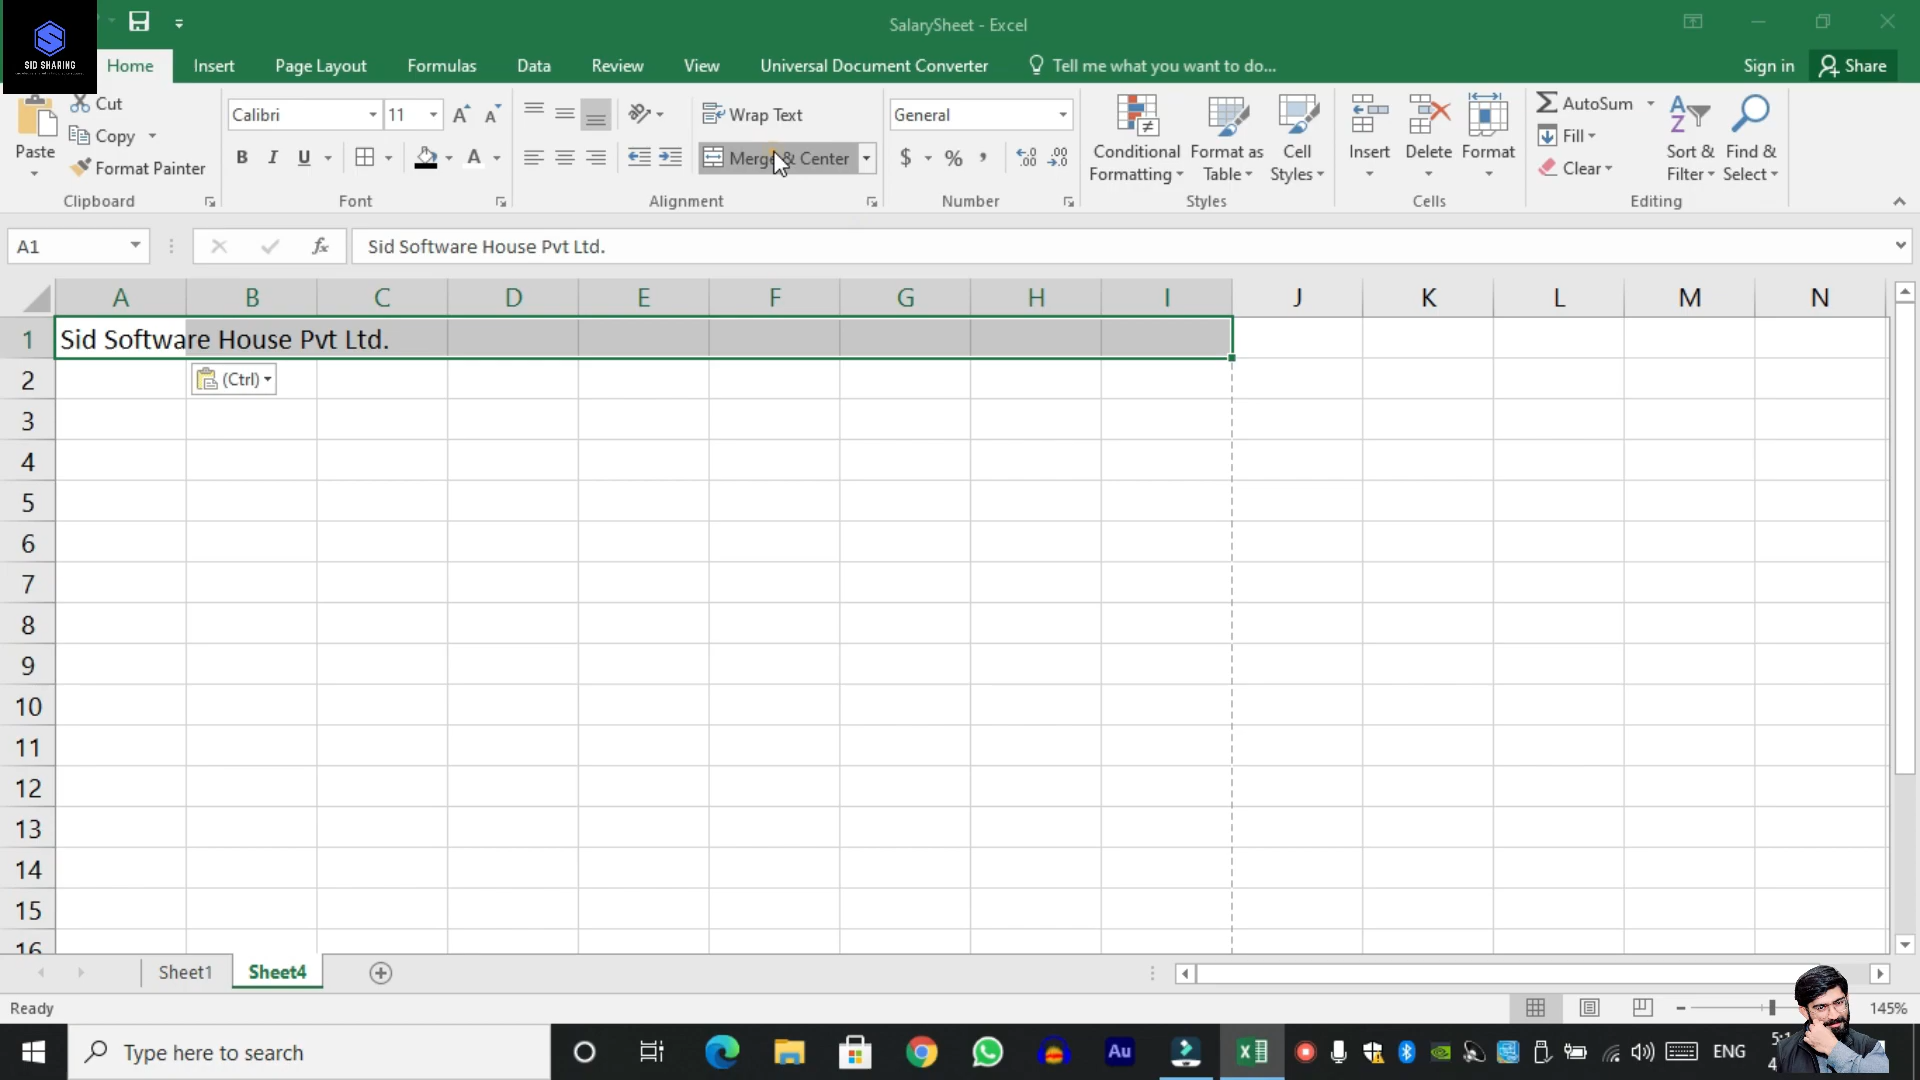 SalarySheet - Excel
SID SHARING
Home Insert Page Layout Formulas Data Review View Universal Document Converter Tell me what you want to do... Sign in Share
Paste
Cut
Copy
Format Painter
Clipboard
Calibri 11
B I U A
Font
Wrap Text
Merge & Center
Alignment
General
$ % ,
Number
Conditional Formatting
Format as Table
Cell Styles
Styles
Insert Delete Format
Cells
AutoSum
Fill
Clear
Sort & Filter
Find & Select
Editing
A1 fx Sid Software House Pvt Ltd.
A B C D E F G H I J K L M N
1 Sid Software House Pvt Ltd.
2 (Ctrl)
3
4
5
6
7
8
9
10
11
12
13
14
15
16
Sheet1 Sheet4
Ready 145%
Type here to search Au ENG